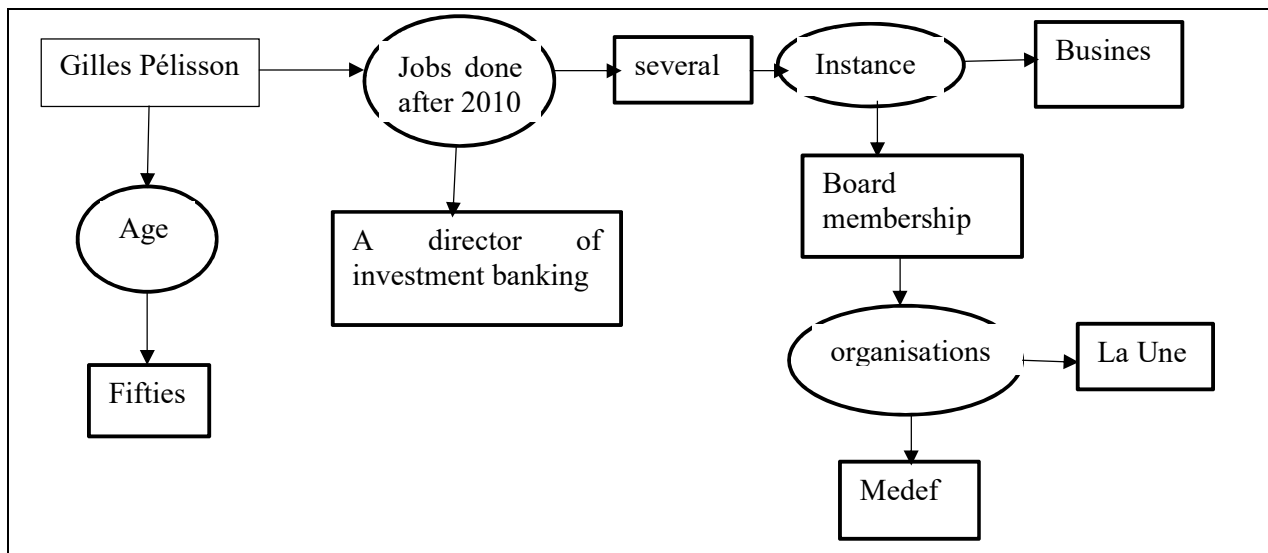 Gilles Pélisson
Jobs done
after 2010
several
Instance
Busines
Board
membership
Age
A director of
investment banking
organisations
La Une
Fifties
Medef